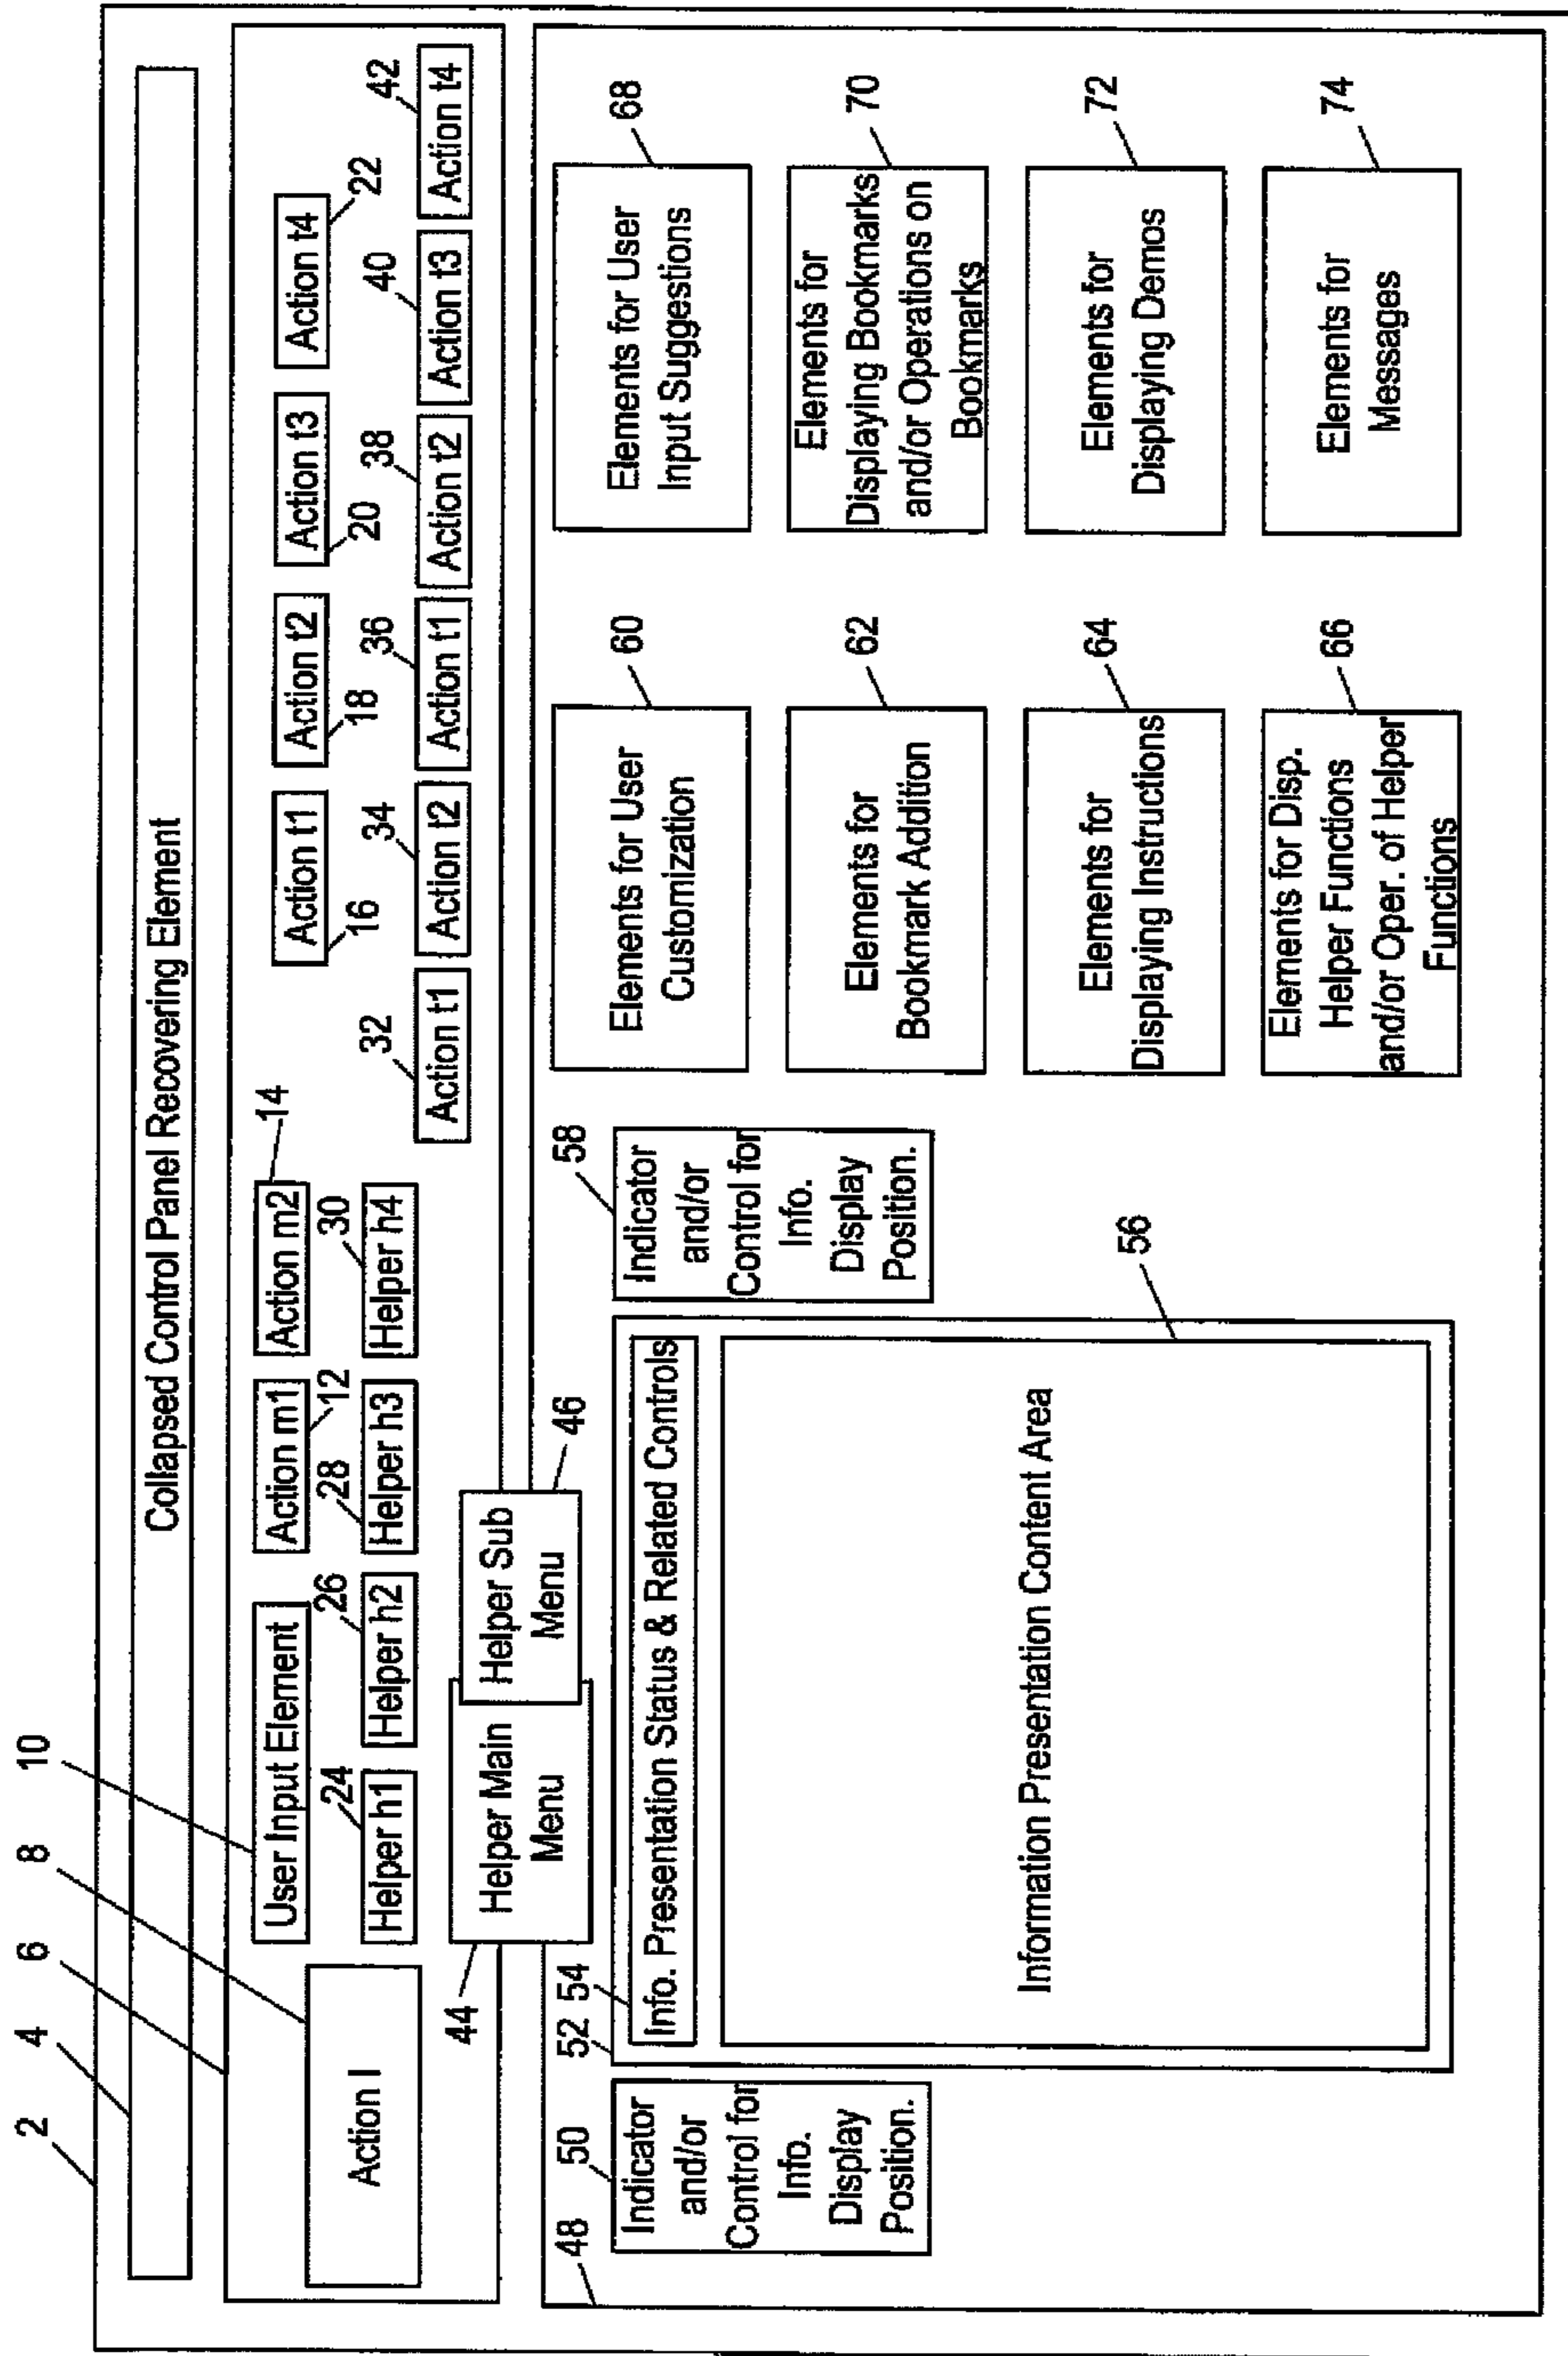 2
4
6
8
10
Collapsed Control Panel Recovering Element
Action I
User Input Element
Action m1
12
Action m2
14
Action t1
16
Action t2
18
Action t3
20
Action t4
22
24
Helper h1
26
Helper h2
28
Helper h3
30
Helper h4
32
Action t1
34
Action t2
36
Action t1
38
Action t2
40
Action t3
42
Action t4
44
Helper Main
Menu
Helper Sub
Menu
46
48
50
Indicator
and/or
Control for
Info.
Display
Position.
52
54
Info. Presentation Status & Related Controls
Information Presentation Content Area
56
58
Indicator
and/or
Control for
Info.
Display
Position.
Elements for User
Customization
60
Elements for User
Input Suggestions
68
Elements for
Bookmark Addition
62
Elements for
Displaying Bookmarks
and/or Operations on
Bookmarks
70
Elements for
Displaying Instructions
64
Elements for
Displaying Demos
72
Elements for Disp.
Helper Functions
and/or Oper. of Helper
Functions
66
Elements for
Messages
74